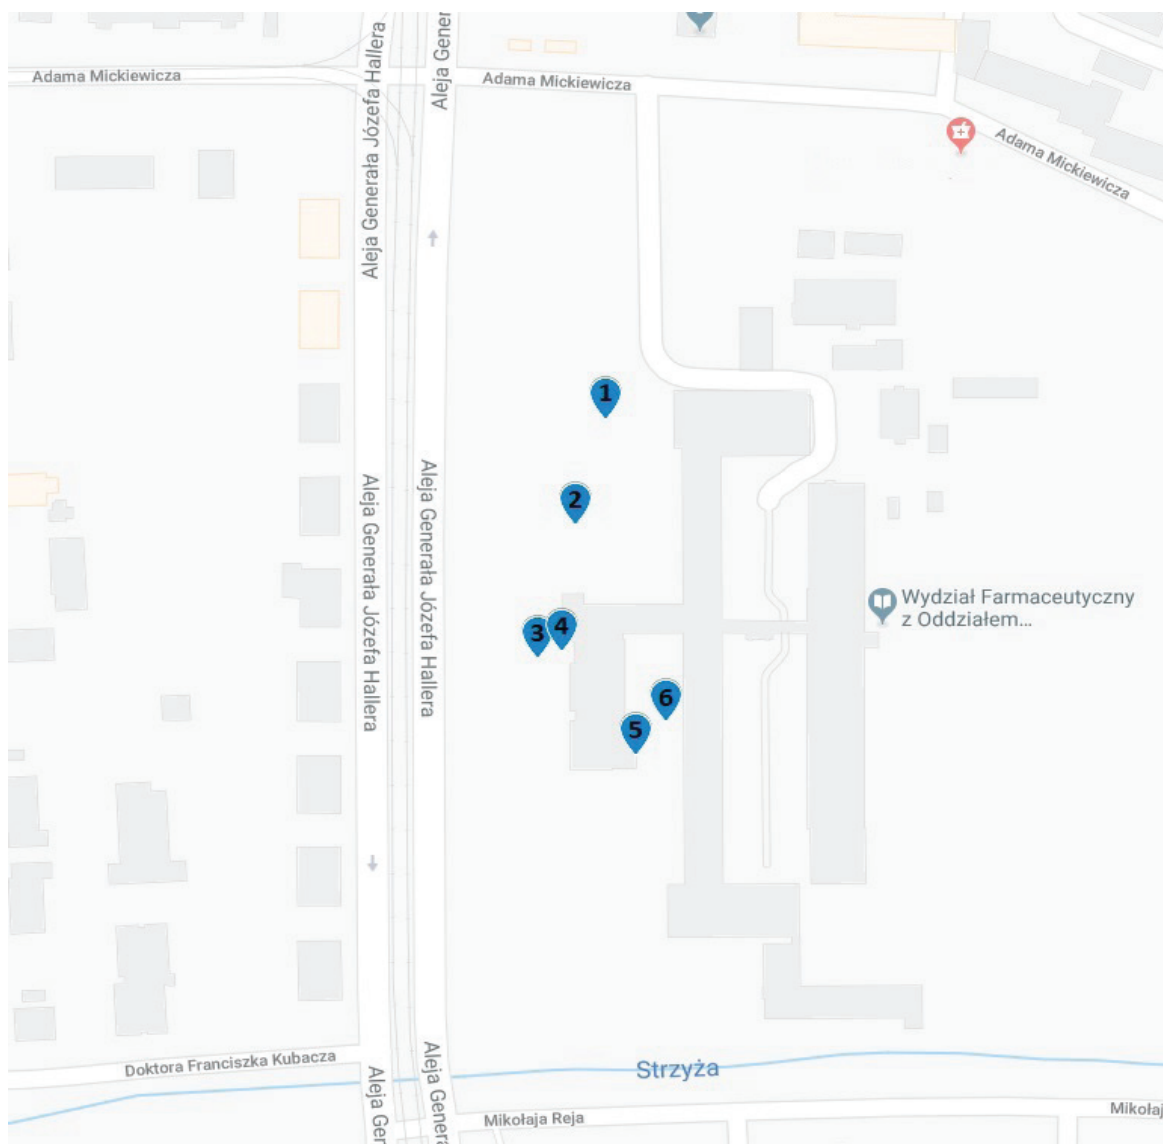 Adama Mickiewicza
Aleja Generała Józefa Hallera
Aleja Gene
Adama Mickiewicza
Adama Mickiewicza
1
2
Aleja Generała Józefa Hallera
Aleja Generała Józefa Hallera
Wydział Farmaceutyczny
z Oddziałem...
3
4
6
5
Doktora Franciszka Kubacza
Aleja Gener
Aleja Genera
Strzyża
Mikołaja Reja
Mikołaj